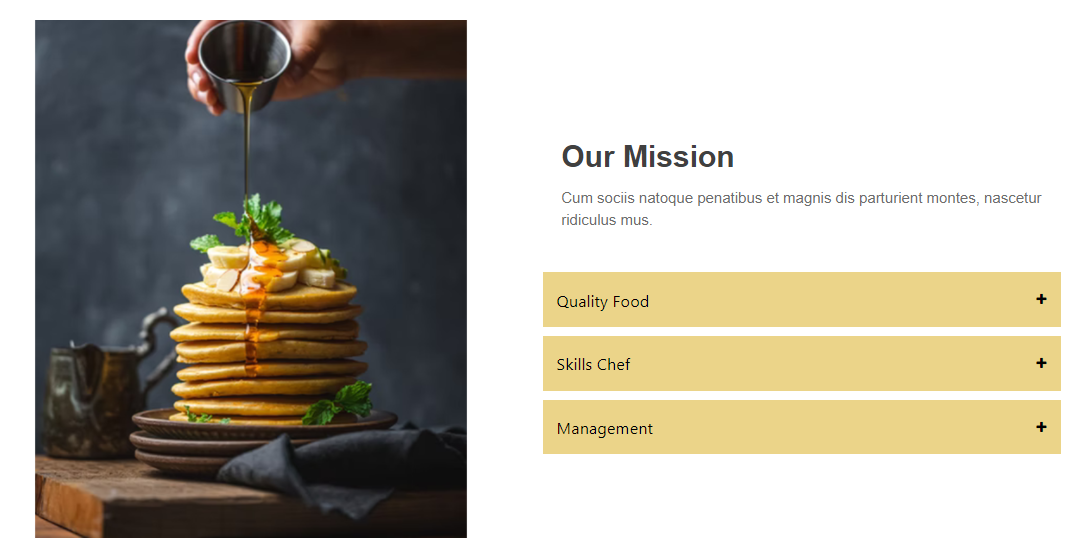 Our Mission
Cum sociis natoque penatibus et magnis dis parturient montes, nascetur
ridiculus mus.
Quality Food +
Skills Chef +
Management +